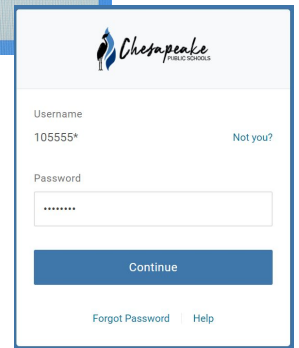 Chesapeake
PUBLIC SCHOOLS
Username
105555*
Not you?
Password
••••••••
Continue
Forgot Password | Help